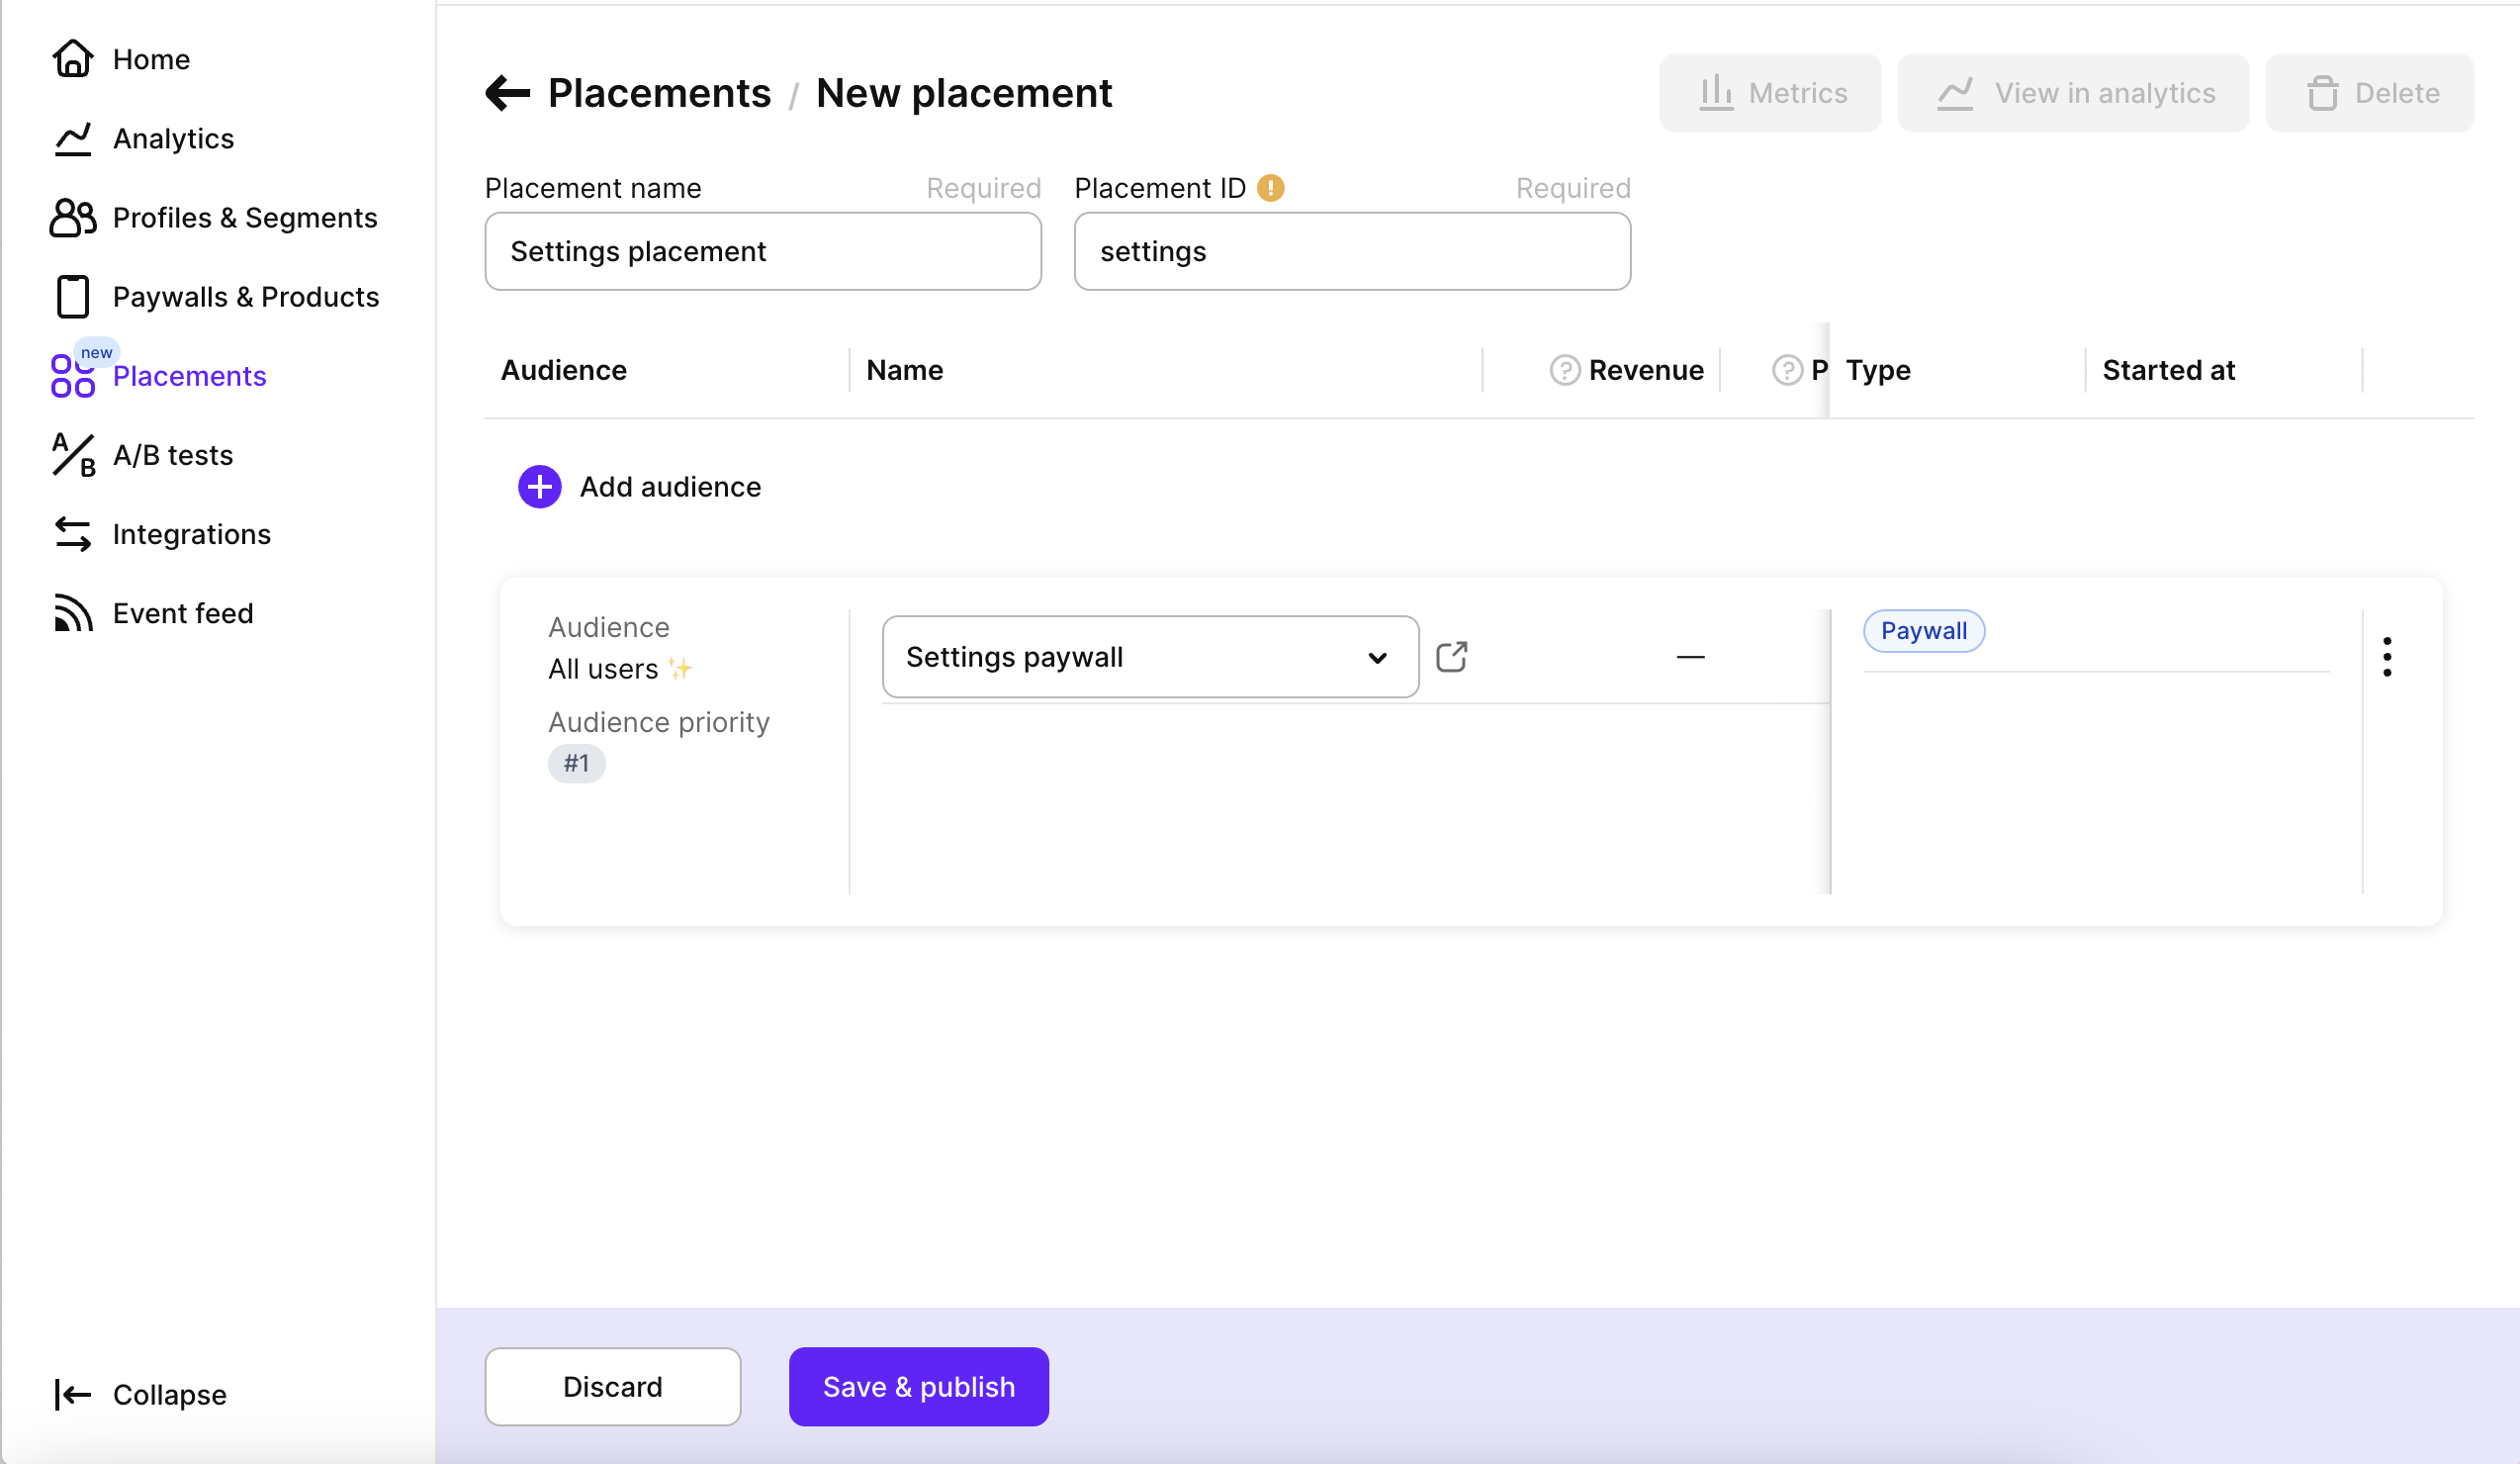 Home
Analytics
Profiles & Segments
Paywalls & Products
new
Placements
A/B tests
Integrations
Event feed
Collapse
Placements / New placement
Metrics
View in analytics
Delete
Placement name Required
Placement ID Required
Settings placement
settings
Audience Name Revenue P Type Started at
Add audience
Audience
All users ✨
Audience priority
#1
Settings paywall
—
Paywall
Discard
Save & publish